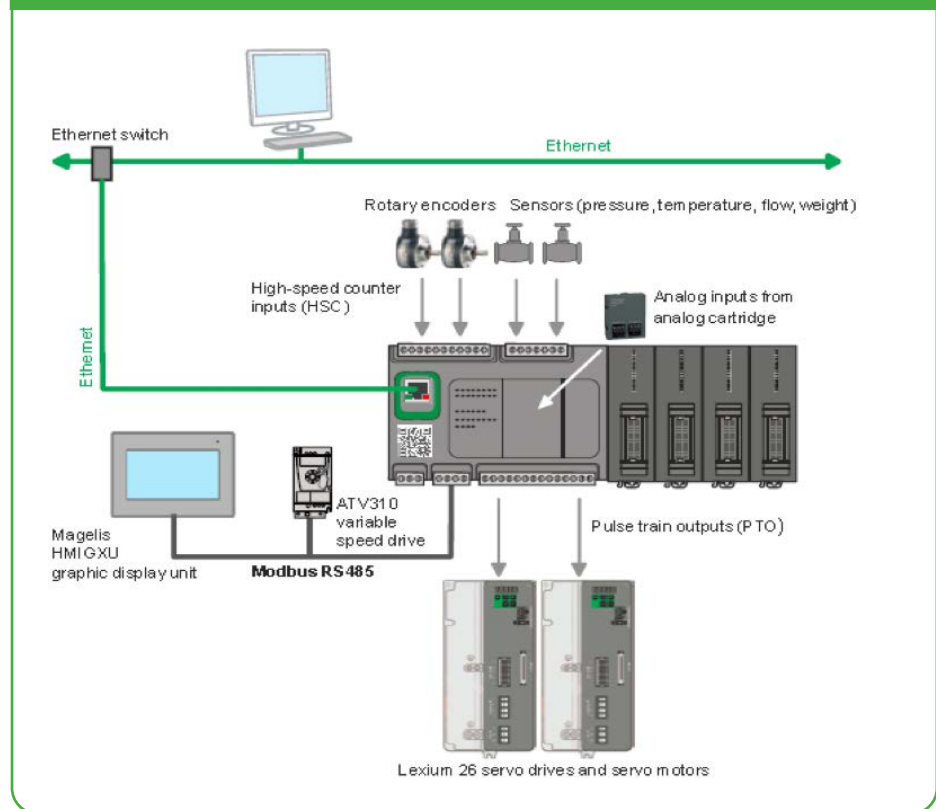 Ethernet switch
Ethernet
Rotary encoders
Sensors (pressure, temperature, flow, weight)
High-speed counter
inputs (HSC)
Analog inputs from
analog cartridge
Ethernet
ATV310
variable
speed drive
Magelis
HMIGXU
graphic display unit
Modbus RS485
Pulse train outputs (PTO)
Lexium 26 servo drives and servo motors